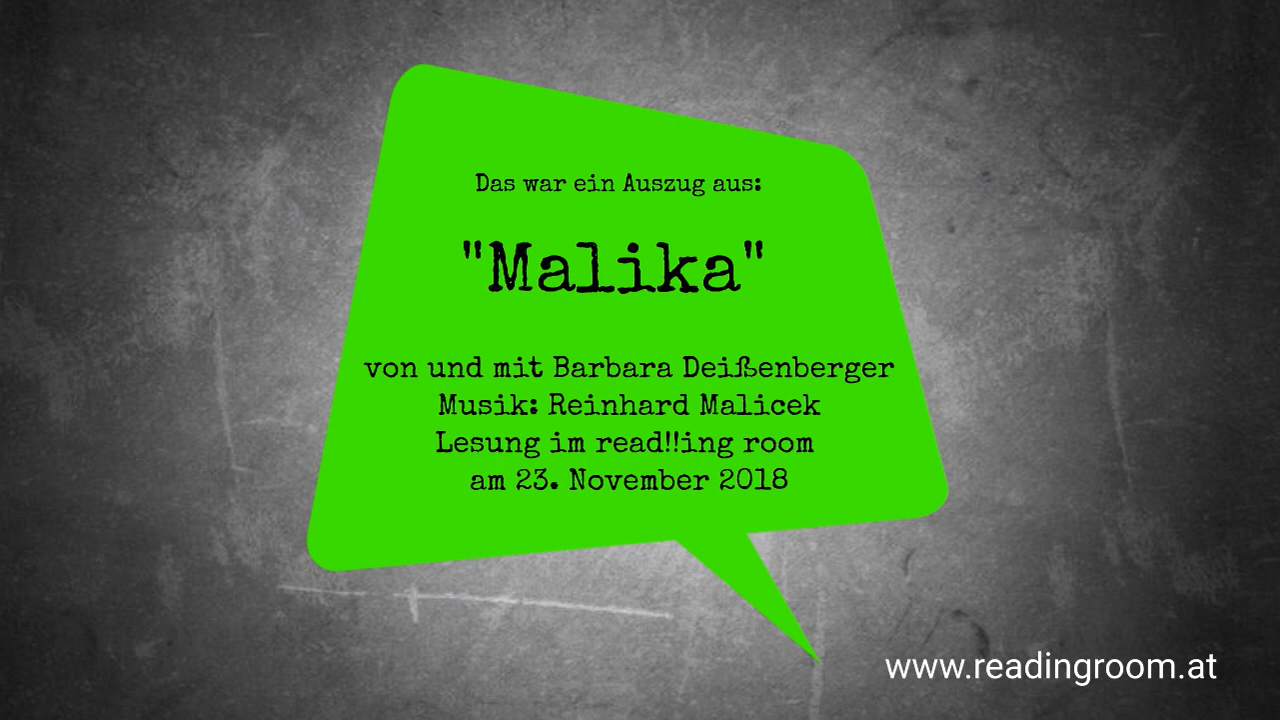 Das war ein Auszug aus:
"Malika"
von und mit Barbara Deißenberger
Musik: Reinhard Malicek
Lesung im read!!ing room
am 23. November 2018
www.readingroom.at